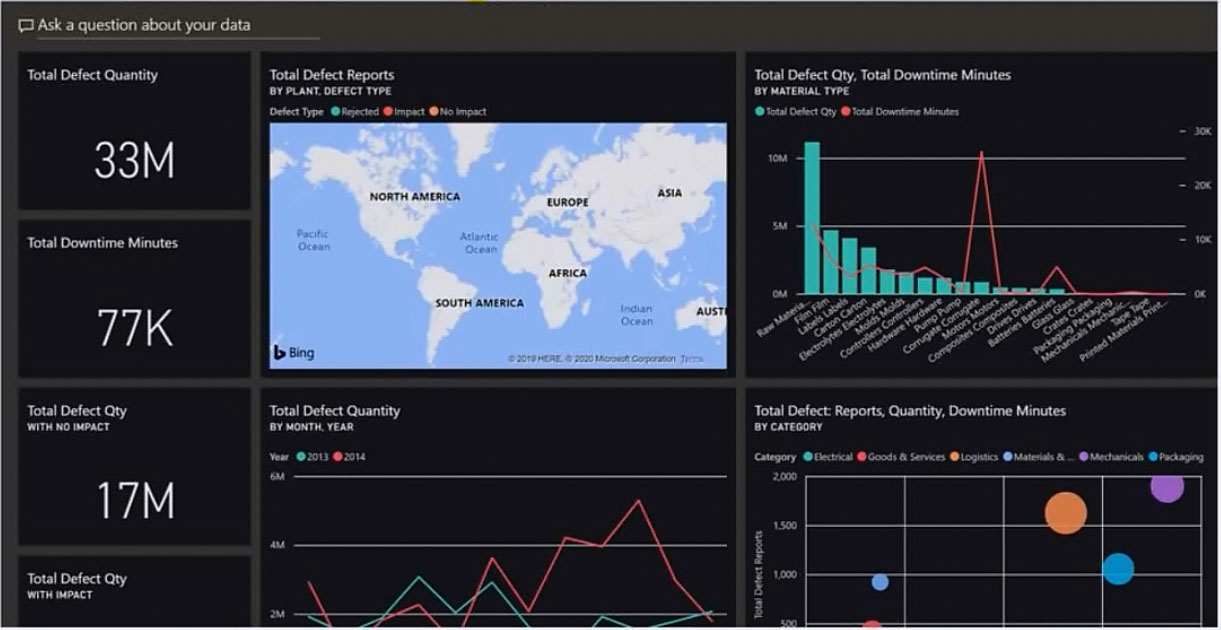 Ask a question about your data
Total Defect Quantity
33M
Total Downtime Minutes
77K
Total Defect Qty
WITH NO IMPACT
17M
Total Defect Qty
WITH IMPACT
Total Defect Reports
BY PLANT, DEFECT TYPE
Defect Type Rejected Impact No Impact
NORTH AMERICA
EUROPE
ASIA
Pacific
Ocean
Atlantic
Ocean
AFRICA
SOUTH AMERICA
Indian
Ocean
AUSTI
Bing
© 2019 HERE, © 2020 Microsoft Corporation Terms
Total Defect Quantity
BY MONTH, YEAR
Year 2013 2014
6M
4M
2M
Total Defect Qty, Total Downtime Minutes
BY MATERIAL TYPE
Total Defect Qty Total Downtime Minutes
10M
5M
0M
30K
20K
10K
0K
Raw Materia...
Film Film
Labels Labels
Carton Carton
Electrolytes Electrolytes
Molds Molds
Controllers Controllers
Hardware Hardware
Pump Pump
Corrugate Corrugate
Motors Motors
Composites Composites
Drives Drives
Batteries Batteries
Glass Glass
Crates Crates
Packaging Packaging
Mechanicals Mechanic...
Tape Tape
Printed Materials Print...
Total Defect: Reports, Quantity, Downtime Minutes
BY CATEGORY
Category Electrical Goods & Services Logistics Materials & ... Mechanicals Packaging
Total Defect Reports
2,000
1,500
1,000
500